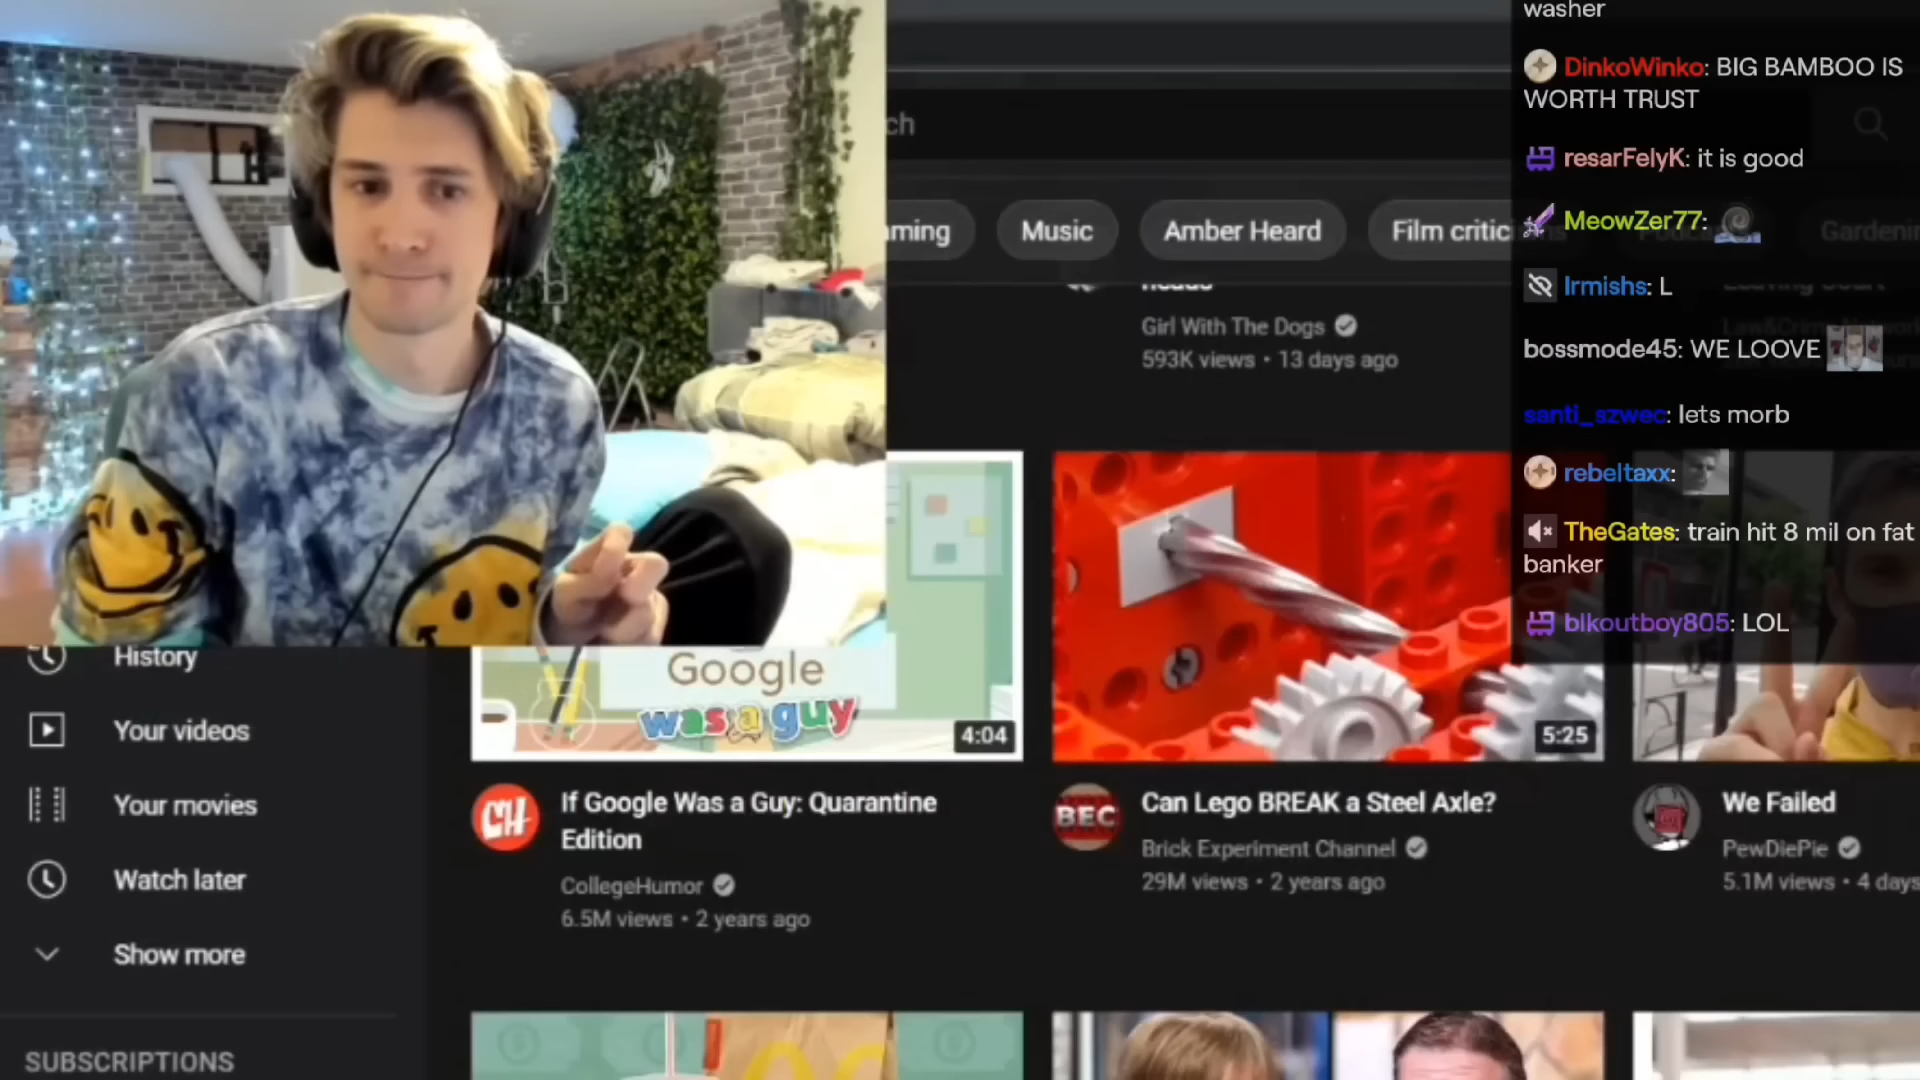 washer
DinkoWinko: BIG BAMBOO IS
WORTH TRUST
resarFelyK: it is good
MeowZer77:
lrmishs: L
bossmode45: WE LOOVE
santi_szwec: lets morb
rebeltaxx:
TheGates: train hit 8 mil on fat
banker
blkoutboy805: LOL
ch
ming
Music
Amber Heard
Film critic
Gardenin
Girl With The Dogs
593K views • 13 days ago
History
Your videos
Your movies
Watch later
Show more
SUBSCRIPTIONS
Google
was a guy
4:04
CH
If Google Was a Guy: Quarantine
Edition
CollegeHumor
6.5M views • 2 years ago
5:25
BEC
Can Lego BREAK a Steel Axle?
Brick Experiment Channel
29M views • 2 years ago
We Failed
PewDiePie
5.1M views • 4 days